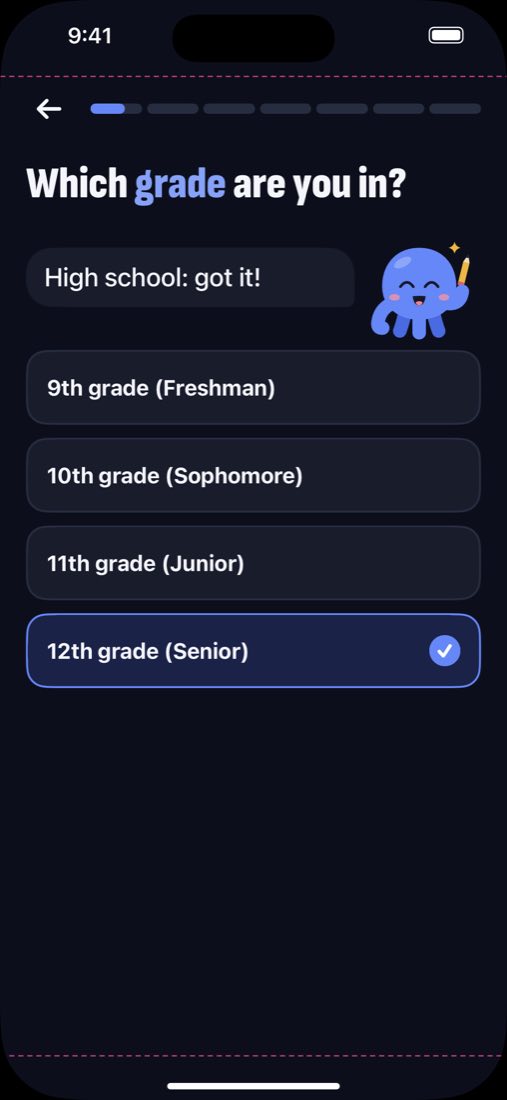 9:41
Which grade are you in?
High school: got it!
9th grade (Freshman)
10th grade (Sophomore)
11th grade (Junior)
12th grade (Senior)